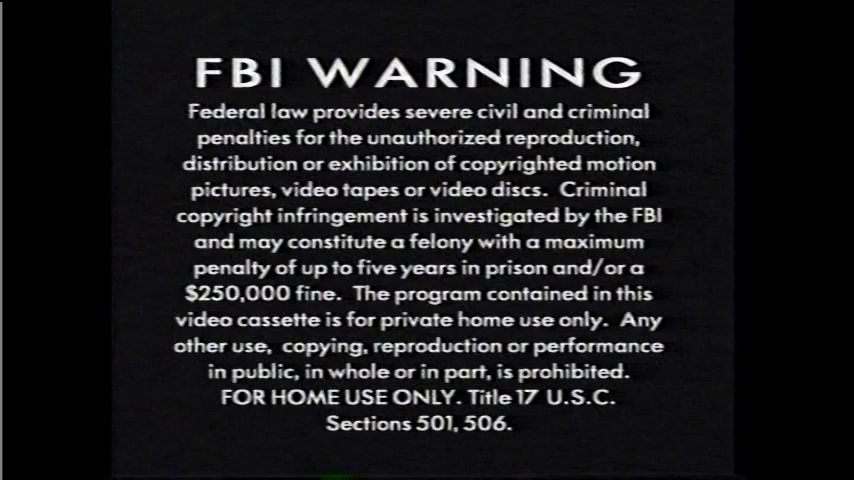 FBI WARNING
Federal law provides severe civil and criminal
penalties for the unauthorized reproduction,
distribution or exhibition of copyrighted motion
pictures, video tapes or video discs.  Criminal
copyright infringement is investigated by the FBI
and may constitute a felony with a maximum
penalty of up to five years in prison and/or a
$250,000 fine.  The program contained in this
video cassette is for private home use only.  Any
other use,  copying, reproduction or performance
in public, in whole or in part, is prohibited.
FOR HOME USE ONLY. Title 17  U.S.C.
Sections 501, 506.